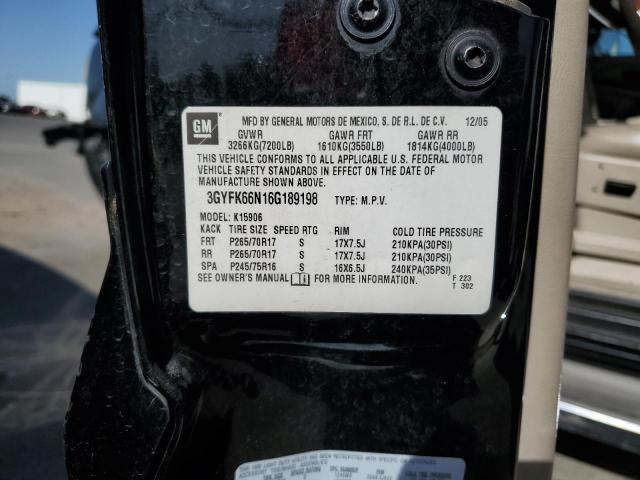 GM
MFD BY GENERAL MOTORS DE MEXICO, S. DE R.L. DE C.V. 12/05
GVWR GAWR FRT GAWR RR
3266KG(7200LB) 1610KG(3550LB) 1814KG(4000LB)
THIS VEHICLE CONFORMS TO ALL APPLICABLE U.S. FEDERAL MOTOR
VEHICLE SAFETY STANDARDS IN EFFECT ON THE DATE OF
MANUFACTURE SHOWN ABOVE.
3GYFK66N16G189198 TYPE: M.P.V.
MODEL: K15906
KACK TIRE SIZE SPEED RTG RIM COLD TIRE PRESSURE
FRT P265/70R17 S 17X7.5J 210KPA(30PSI)
RR P265/70R17 S 17X7.5J 210KPA(30PSI)
SPA P245/75R16 S 16X6.5J 240KPA(35PSI)
SEE OWNER'S MANUAL FOR MORE INFORMATION.
F 223
T 302